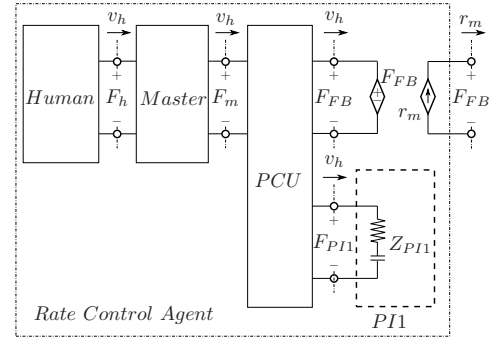 v_h v_h v_h r_m
+ + + +
Human F_h Master F_m F_FB + − F_FB r_m F_FB
− − − −
v_h
PCU
+
F_PI1 Z_PI1
−
Rate Control Agent PI1